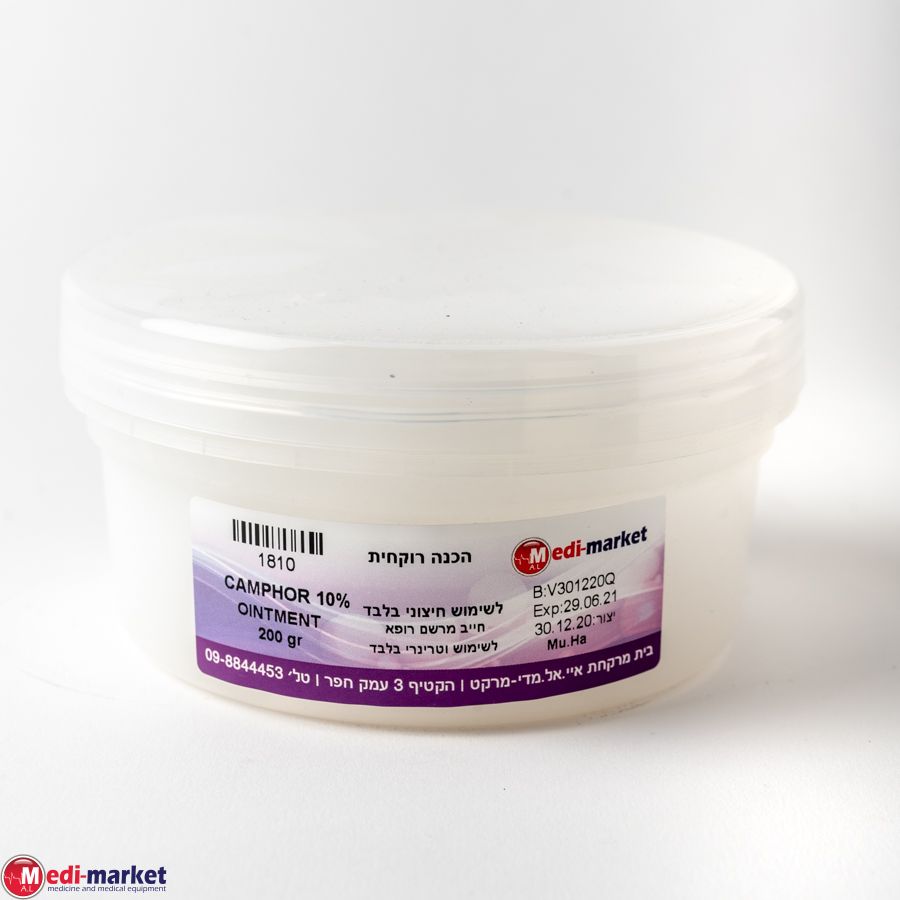 1810
CAMPHOR 10%
OINTMENT
200 gr
הכנה רוקחית
לשימוש חיצוני בלבד
חייב מרשם רופא
לשימוש וטרינרי בלבד
Medi-market
A.L
B:V301220Q
Exp:29.06.21
יצור: 30.12.20
Mu.Ha
בית מרקחת איי.אל.מדי-מרקט | הקטיף 3 עמק חפר | טל׳ 09-8844453
Medi-market
A.L
medicine and medical equipment